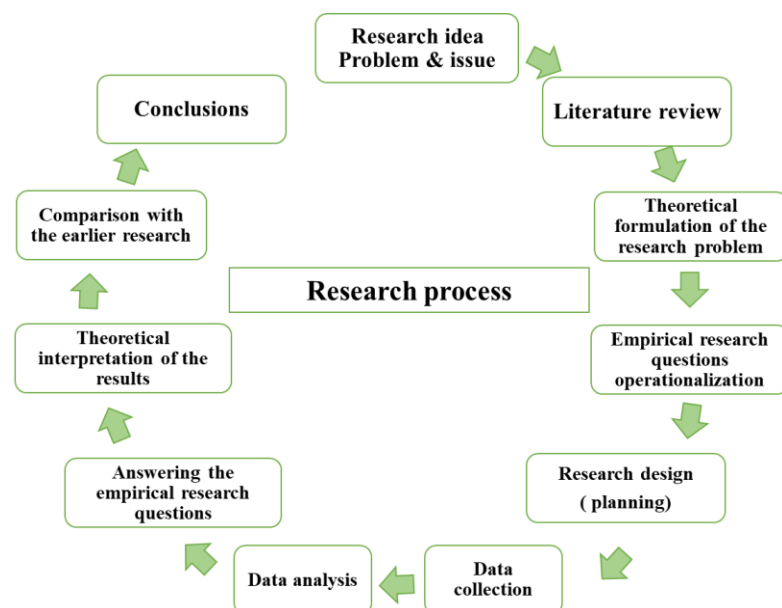 Research idea
Problem & issue
Literature review
Theoretical
formulation of the
research problem
Empirical research
questions
operationalization
Research design
( planning)
Data
collection
Data analysis
Answering the
empirical research
questions
Theoretical
interpretation of the
results
Comparison with
the earlier research
Conclusions
Research process